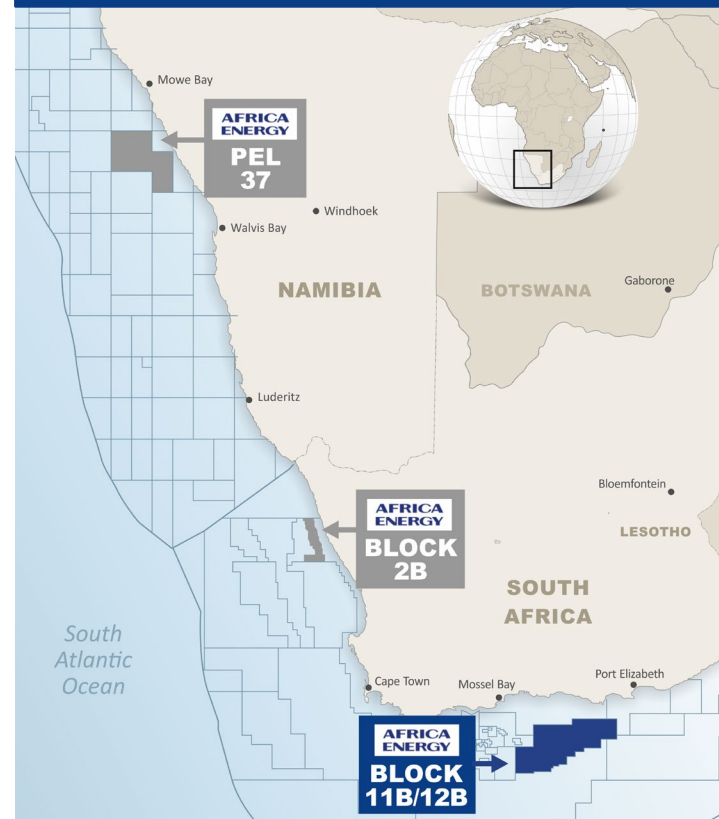 Mowe Bay
AFRICA
ENERGY
PEL
37
Windhoek
Walvis Bay
NAMIBIA
BOTSWANA
Gaborone
Luderitz
Bloemfontein
AFRICA
ENERGY
BLOCK
2B
LESOTHO
SOUTH
AFRICA
South
Atlantic
Ocean
Cape Town
Mossel Bay
Port Elizabeth
AFRICA
ENERGY
BLOCK
11B/12B